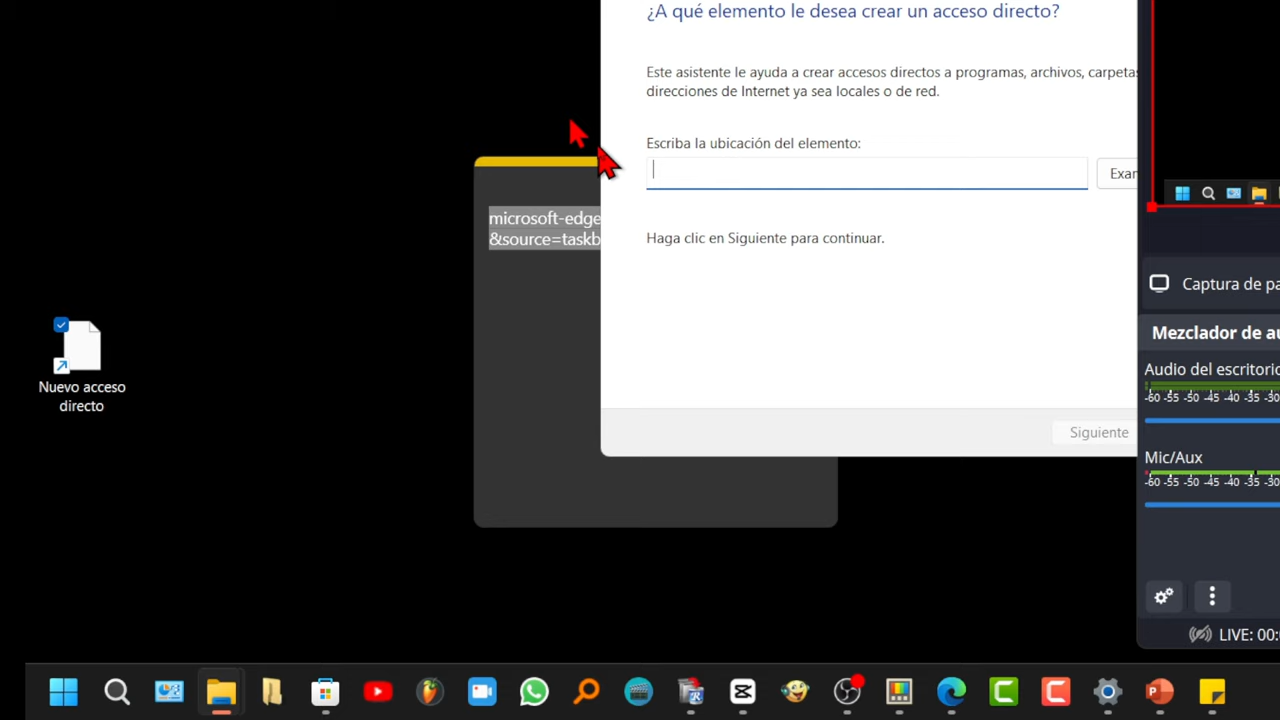 ¿A qué elemento le desea crear un acceso directo?
Este asistente le ayuda a crear accesos directos a programas, archivos, carpetas
direcciones de Internet ya sea locales o de red.
Escriba la ubicación del elemento:
Exar
microsoft-edge
&source=taskb
Haga clic en Siguiente para continuar.
Siguiente
Nuevo acceso
directo
Captura de pa
Mezclador de au
Audio del escritorio
-60 -55 -50 -45 -40 -35 -30
Mic/Aux
-60 -55 -50 -45 -40 -35 -30
LIVE: 00: